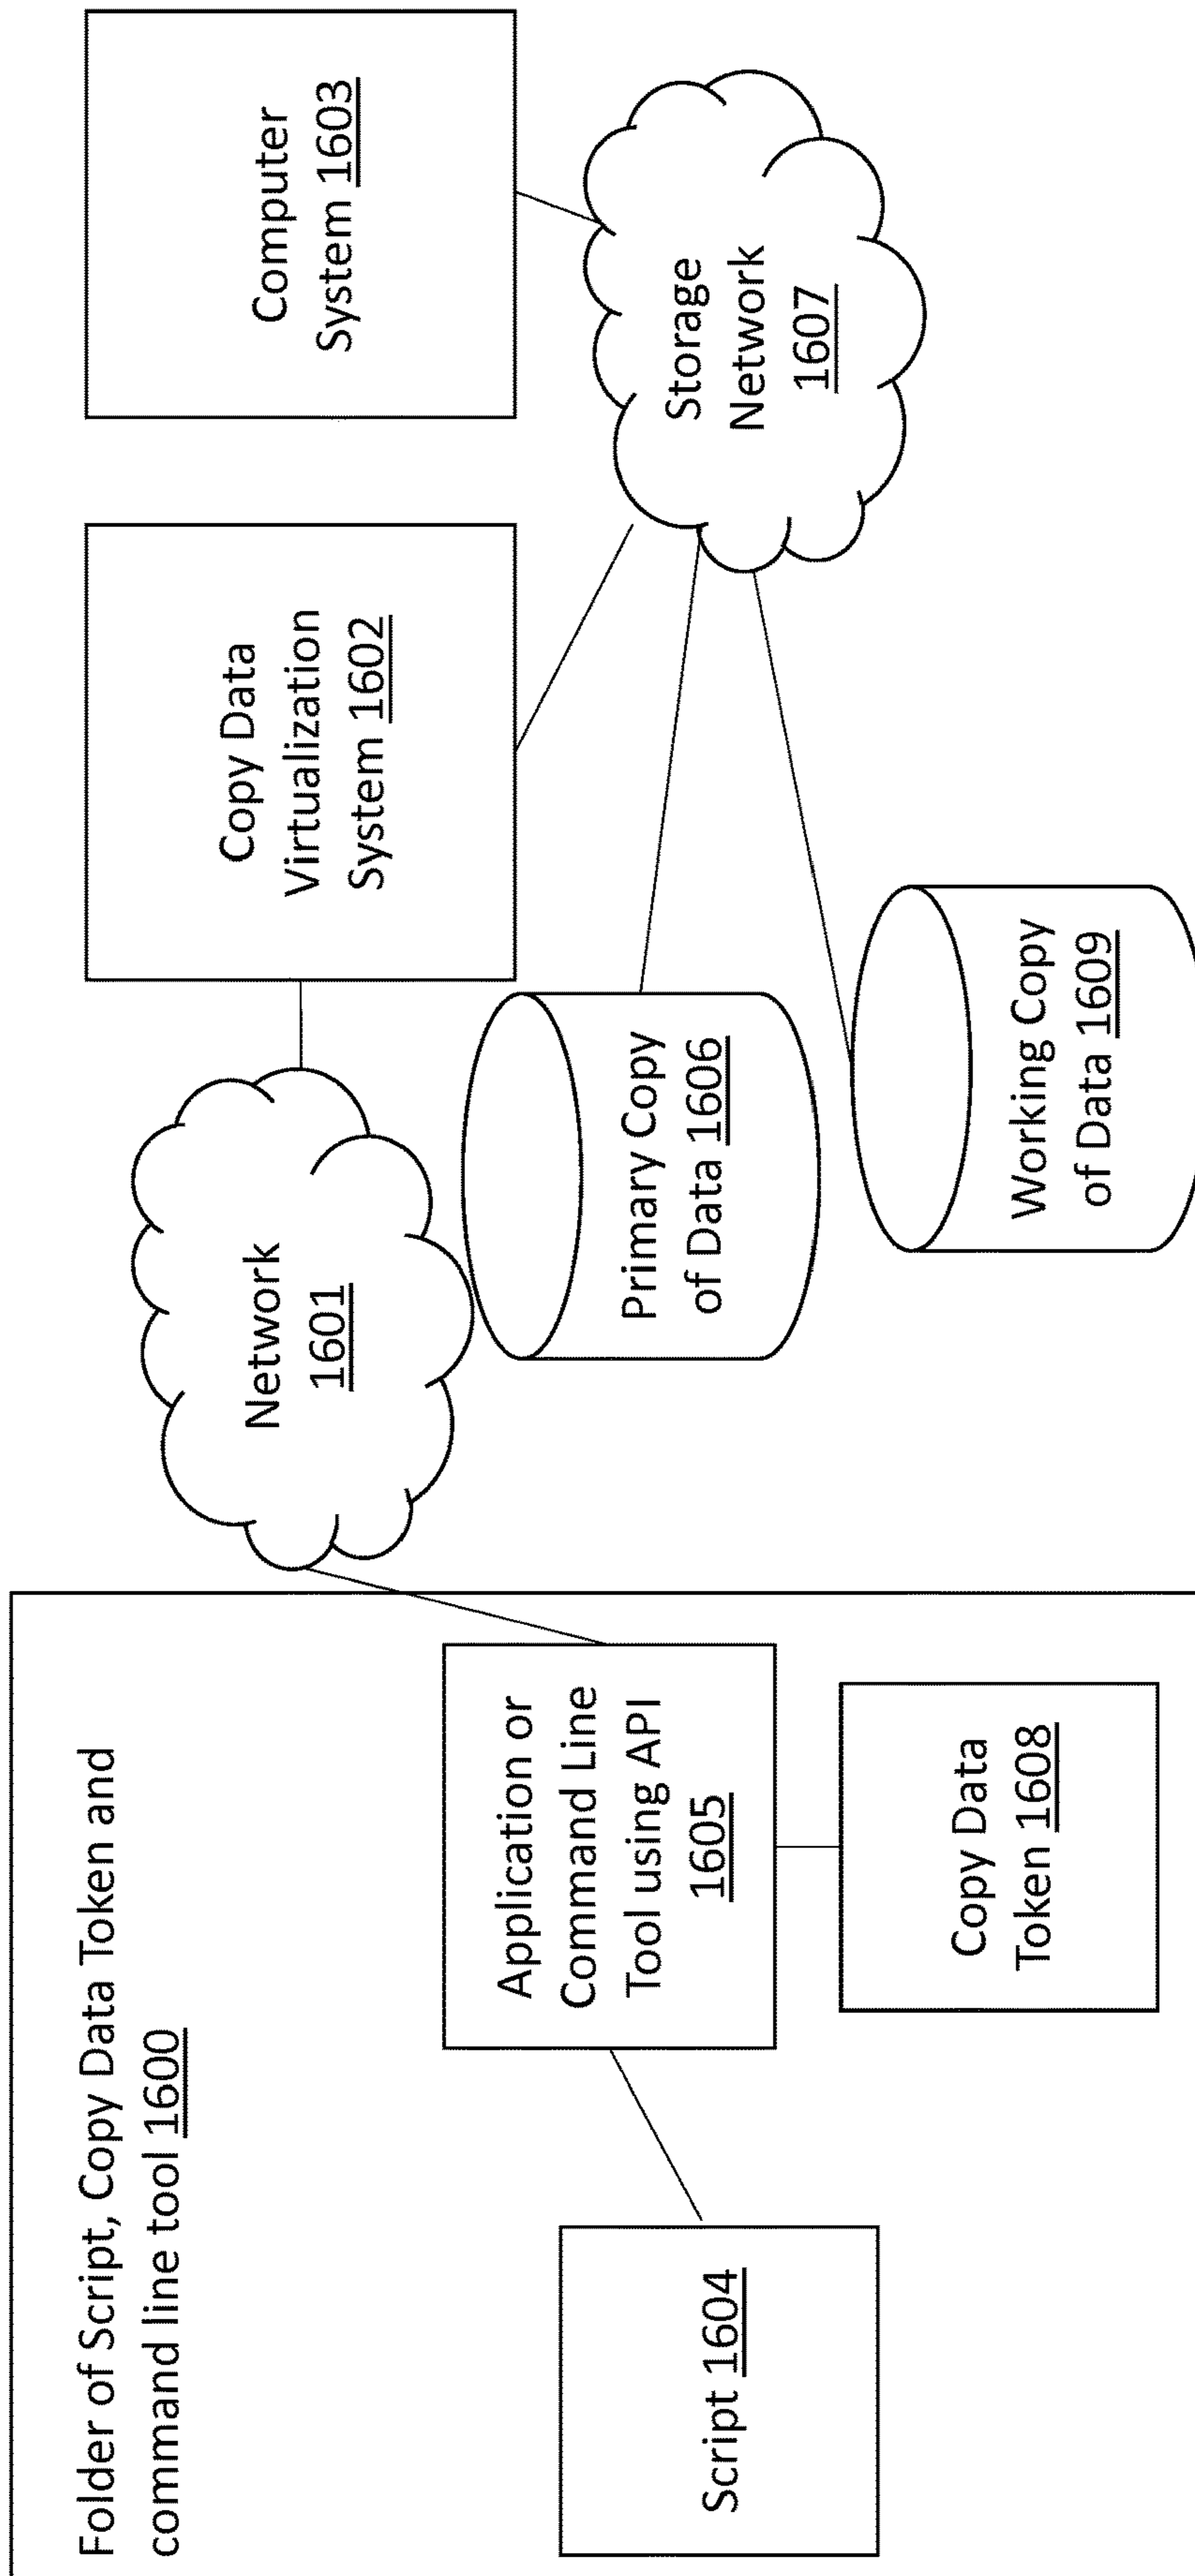 Folder of Script, Copy Data Token and
command line tool 1600
Script 1604
Application or
Command Line
Tool using API
1605
Copy Data
Token 1608
Network
1601
Primary Copy
of Data 1606
Working Copy
of Data 1609
Copy Data
Virtualization
System 1602
Computer
System 1603
Storage
Network
1607